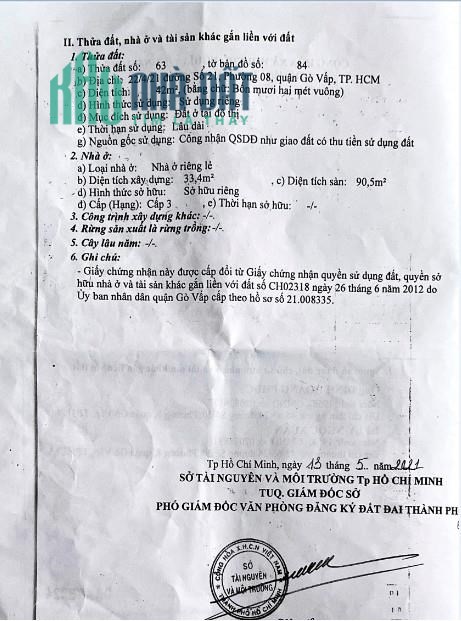 II. Thửa đất, nhà ở và tài sản khác gắn liền với đất
1. Thửa đất:
a) Thửa đất số: 63 , tờ bản đồ số: 84
b) Địa chỉ: Đường Số Phường 08, quận Gò Vấp, TP. HCM
c) Diện tích: 42m², (bằng chữ: Bốn mươi hai mét vuông)
d) Hình thức sử dụng: Sử dụng riêng
đ) Mục đích sử dụng: Đất ở tại đô thị
e) Thời hạn sử dụng: Lâu dài
g) Nguồn gốc sử dụng: Công nhận QSDĐ như giao đất có thu tiền sử dụng đất
2. Nhà ở:
a) Loại nhà ở: Nhà ở riêng lẻ
b) Diện tích xây dựng: 33,4m² , c) Diện tích sàn: 90,5m²
d) Hình thức sở hữu: Sở hữu riêng
đ) Cấp (Hạng): Cấp 3 , e) Thời hạn sở hữu: -/-
3. Công trình xây dựng khác: -/-
4. Rừng sản xuất là rừng trồng: -/-
5. Cây lâu năm: -/-
6. Ghi chú:
- Giấy chứng nhận này được cấp đổi từ Giấy chứng nhận quyền sử dụng đất, quyền sở
hữu nhà ở và tài sản khác gắn liền với đất số CH02318 ngày 26 tháng 6 năm 2012 do
Ủy ban nhân dân quận Gò Vấp cấp theo hồ sơ số 21.008335.
Tp Hồ Chí Minh, ngày 13 tháng 5 năm 2021
SỞ TÀI NGUYÊN VÀ MÔI TRƯỜNG Tp HỒ CHÍ MINH
TUQ. GIÁM ĐỐC SỞ
PHÓ GIÁM ĐỐC VĂN PHÒNG ĐĂNG KÝ ĐẤT ĐAI THÀNH PH
CỘNG HÒA X.H.C.N VIỆT NAM
SỞ
TÀI NGUYÊN
VÀ MÔI TRƯỜNG
THÀNH PHỐ HỒ CHÍ MINH